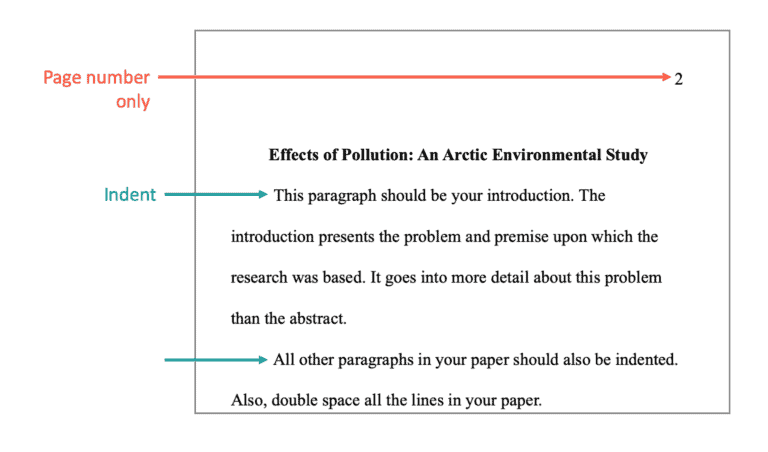 Page number
only
2
Effects of Pollution: An Arctic Environmental Study
Indent
This paragraph should be your introduction. The
introduction presents the problem and premise upon which the
research was based. It goes into more detail about this problem
than the abstract.
All other paragraphs in your paper should also be indented.
Also, double space all the lines in your paper.